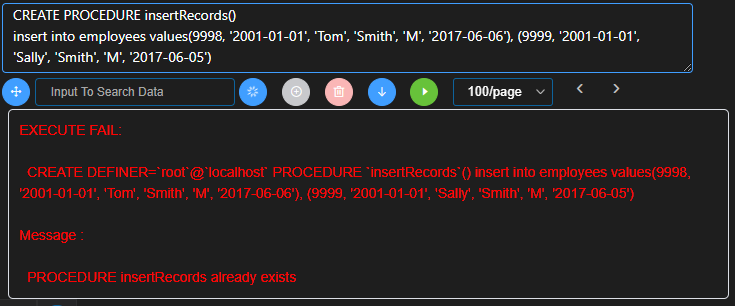 CREATE PROCEDURE insertRecords()
insert into employees values(9998, '2001-01-01', 'Tom', 'Smith', 'M', '2017-06-06'), (9999, '2001-01-01',
'Sally', 'Smith', 'M', '2017-06-05')
Input To Search Data
100/page
EXECUTE FAIL:
CREATE DEFINER=`root`@`localhost` PROCEDURE `insertRecords`() insert into employees values(9998,
'2001-01-01', 'Tom', 'Smith', 'M', '2017-06-06'), (9999, '2001-01-01', 'Sally', 'Smith', 'M', '2017-06-05')
Message :
PROCEDURE insertRecords already exists